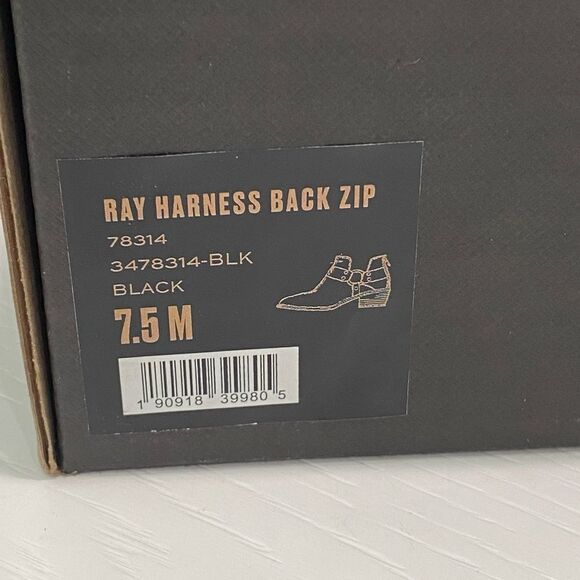 RAY HARNESS BACK ZIP
78314
3478314-BLK
BLACK
7.5 M
1 90918 39980 5